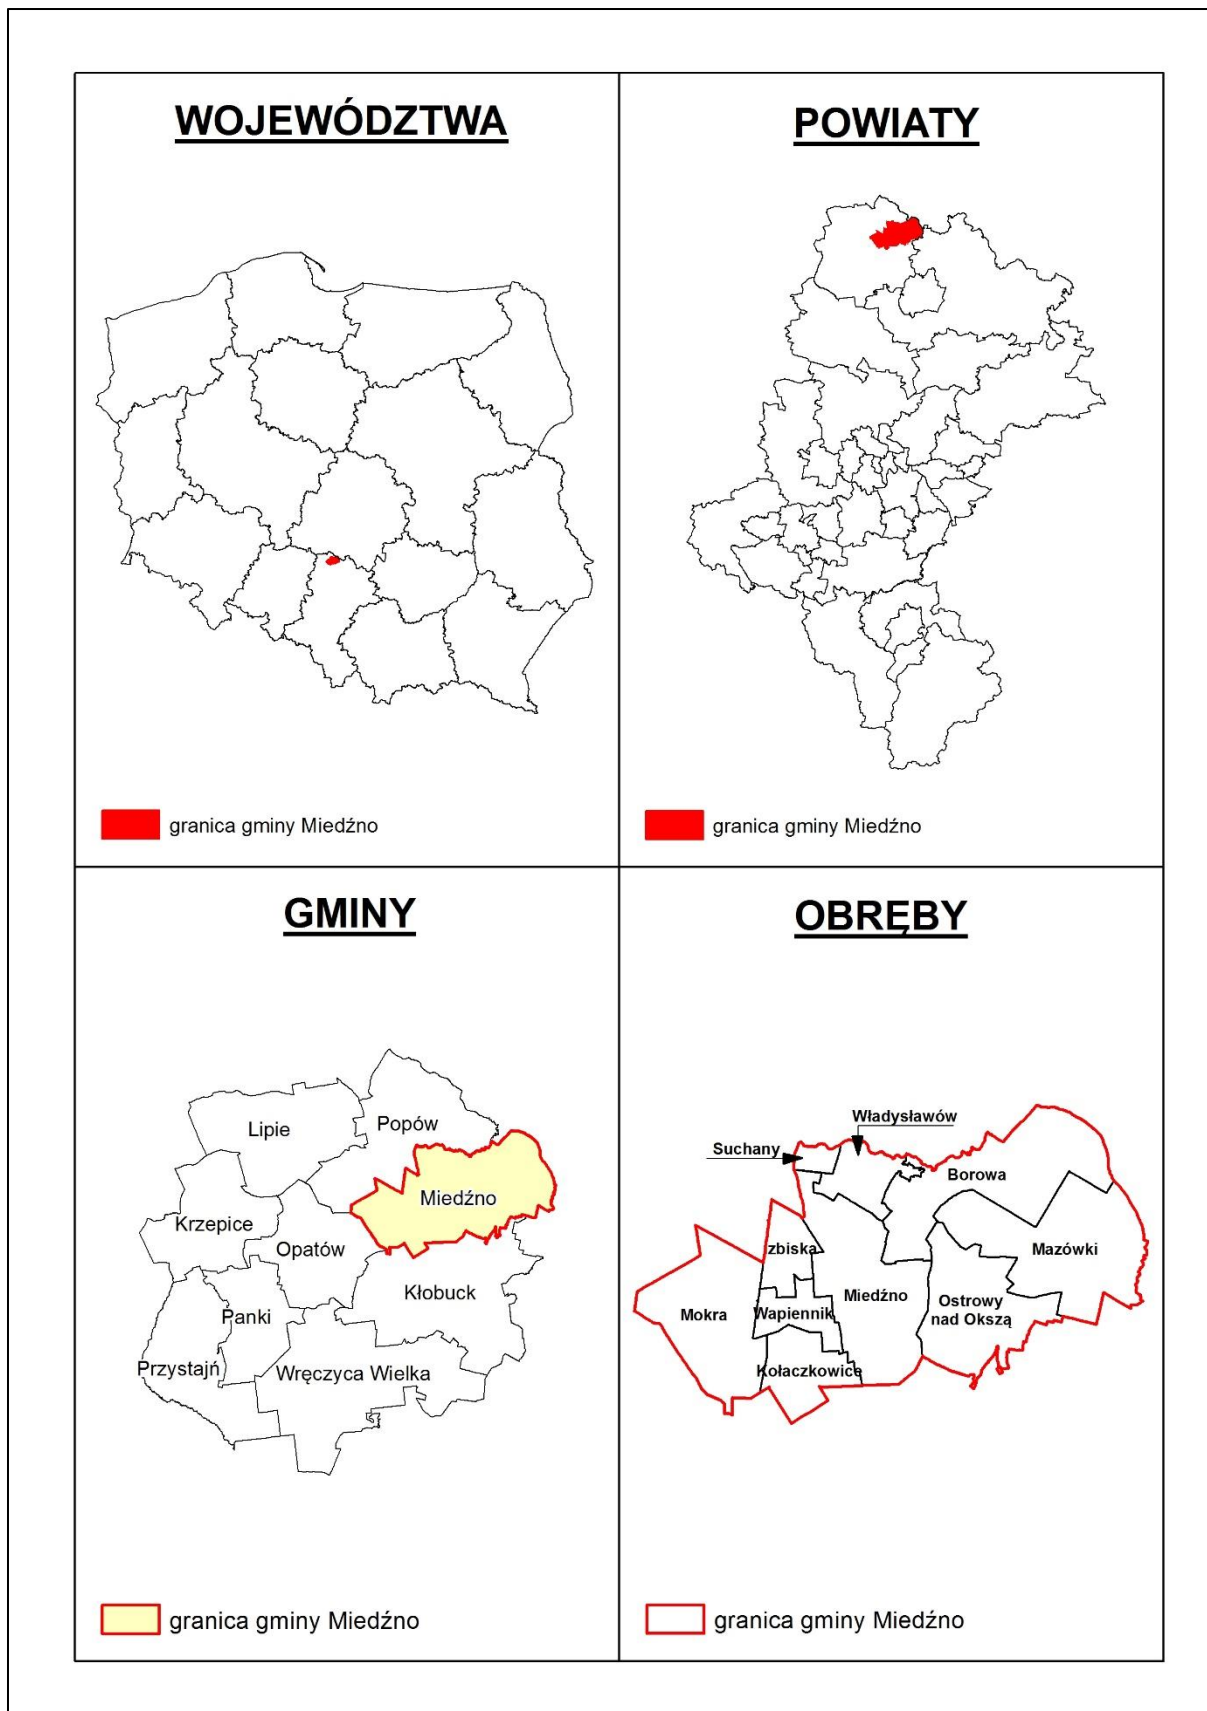 WOJEWÓDZTWA
granica gminy Miedźno
POWIATY
granica gminy Miedźno
GMINY
Popów
Lipie
Miedźno
Krzepice
Opatów
Kłobuck
Panki
Przystajń
Wręczyca Wielka
granica gminy Miedźno
OBRĘBY
Władysławów
Suchany
Borowa
zbiska
Mazówki
Miedźno
Ostrowy
nad Okszą
Mokra
Wapiennik
Kołaczkowice
granica gminy Miedźno